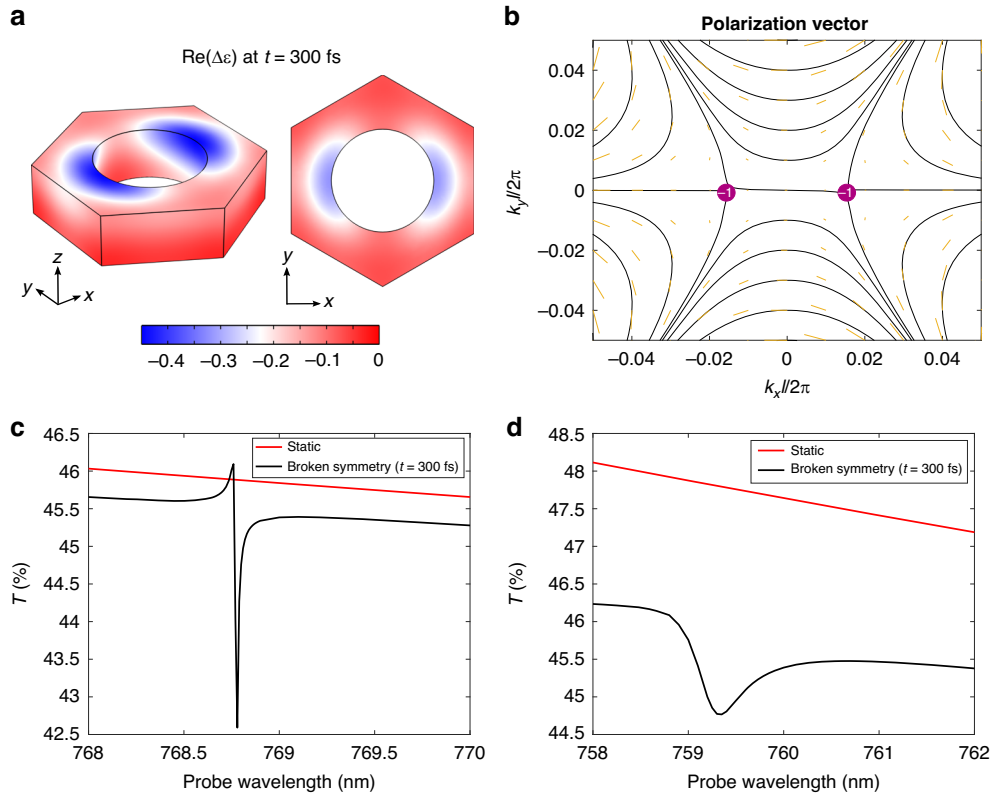 a
Re(Δε) at t = 300 fs
z
y
x
y
x
−0.4 −0.3 −0.2 −0.1 0
b
Polarization vector
0.04
0.02
0
−0.02
−0.04
k_y l/2π
−1
−1
−0.04 −0.02 0 0.02 0.04
k_x l/2π
c
46.5
46
45.5
45
44.5
44
43.5
43
42.5
T (%)
Static
Broken symmetry (t = 300 fs)
768 768.5 769 769.5 770
Probe wavelength (nm)
d
48.5
48
47.5
47
46.5
46
45.5
45
44.5
T (%)
Static
Broken symmetry (t = 300 fs)
758 759 760 761 762
Probe wavelength (nm)